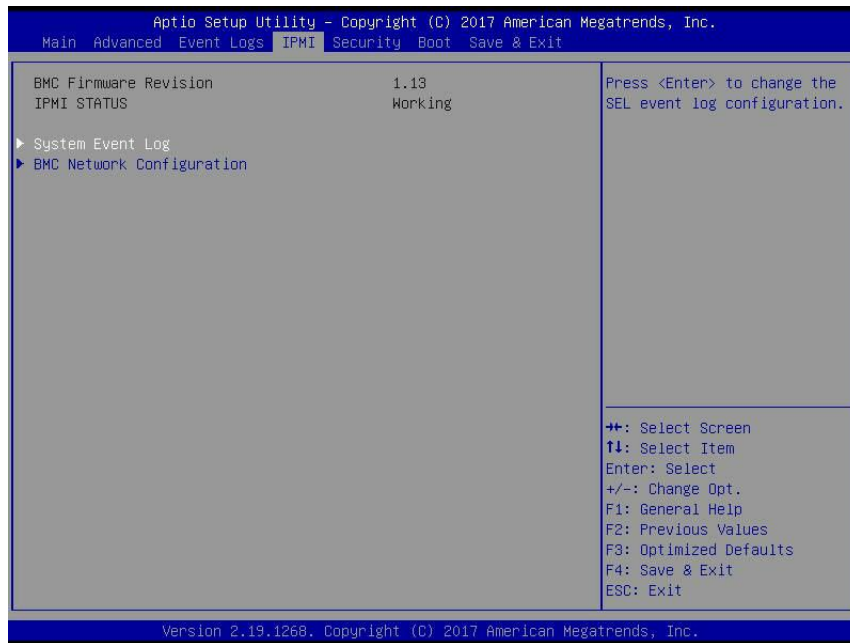 Aptio Setup Utility – Copyright (C) 2017 American Megatrends, Inc.
Main Advanced Event Logs IPMI Security Boot Save & Exit
BMC Firmware Revision 1.13
IPMI STATUS Working
System Event Log
BMC Network Configuration
Press <Enter> to change the
SEL event log configuration.
→←: Select Screen
↑↓: Select Item
Enter: Select
+/-: Change Opt.
F1: General Help
F2: Previous Values
F3: Optimized Defaults
F4: Save & Exit
ESC: Exit
Version 2.19.1268. Copyright (C) 2017 American Megatrends, Inc.